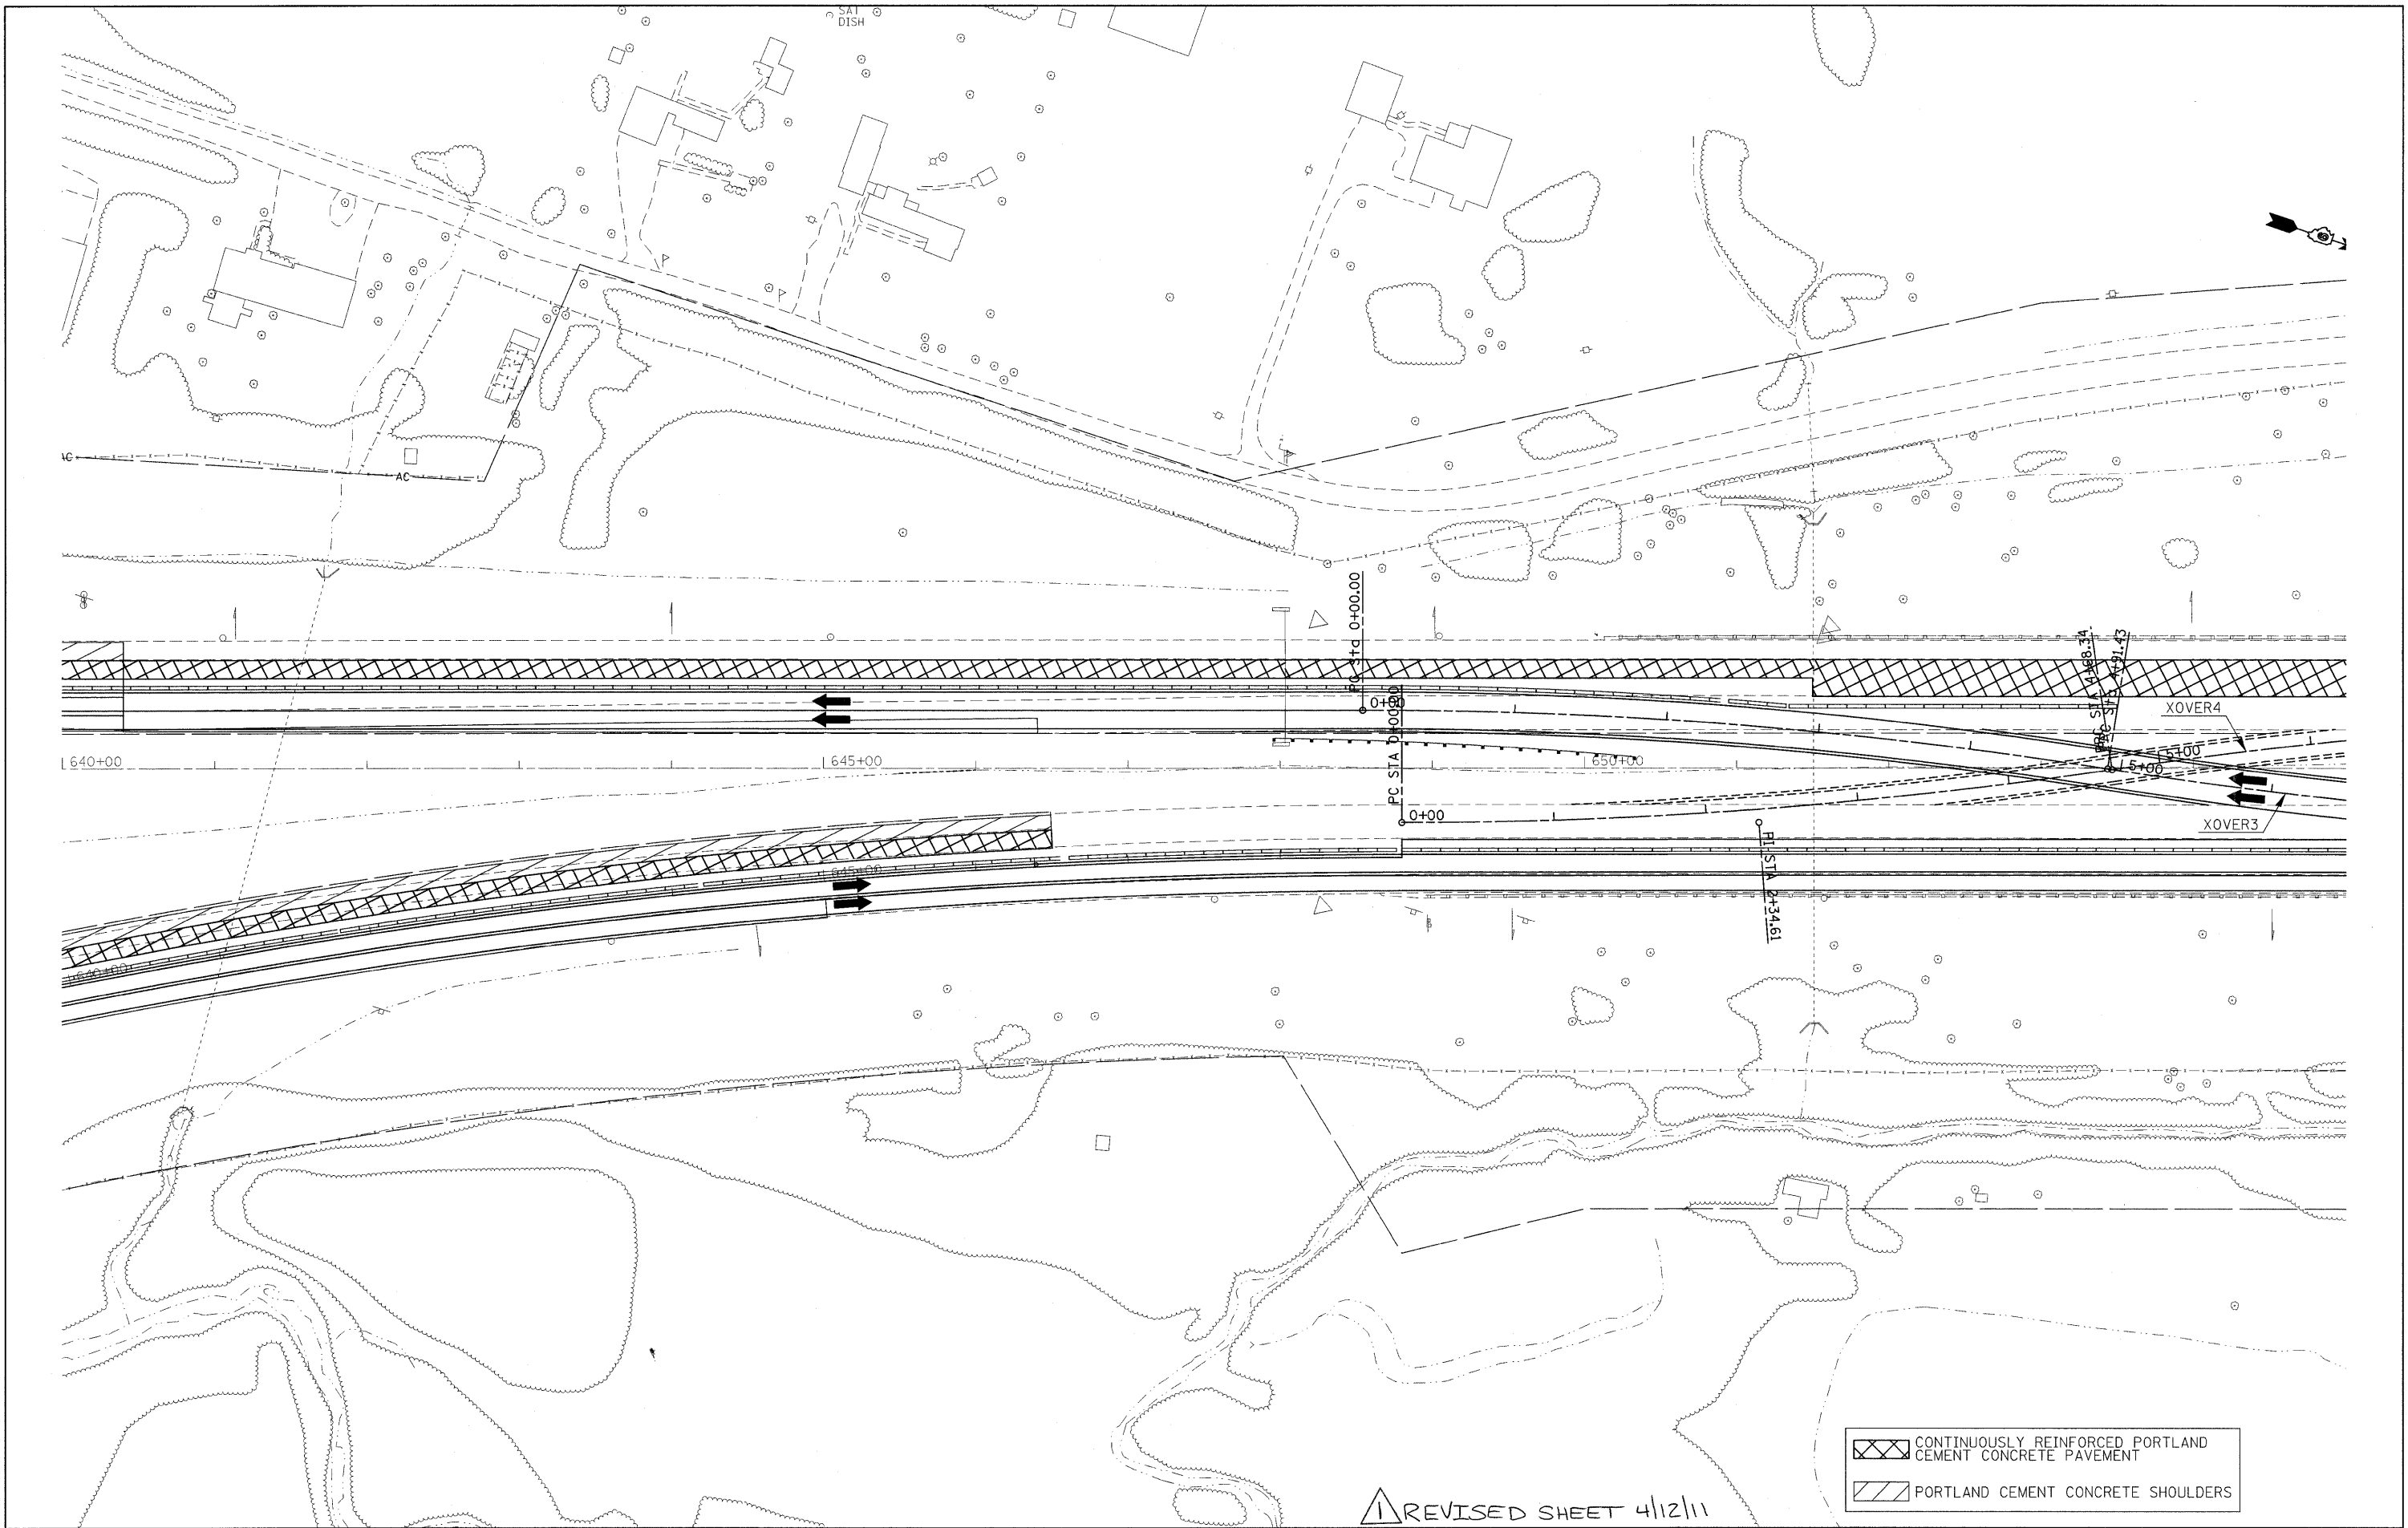 SAT
DISH
AC
AC
PC Sta 0+00.00
0+00
PC STA 0+00.00
0+00
640+00
645+00
650+00
645+00
640+00
PI STA 2+34.61
5+00
5+00
XOVER4
XOVER3
CONTINUOUSLY REINFORCED PORTLAND
CEMENT CONCRETE PAVEMENT
PORTLAND CEMENT CONCRETE SHOULDERS
1 REVISED SHEET 4/12/11